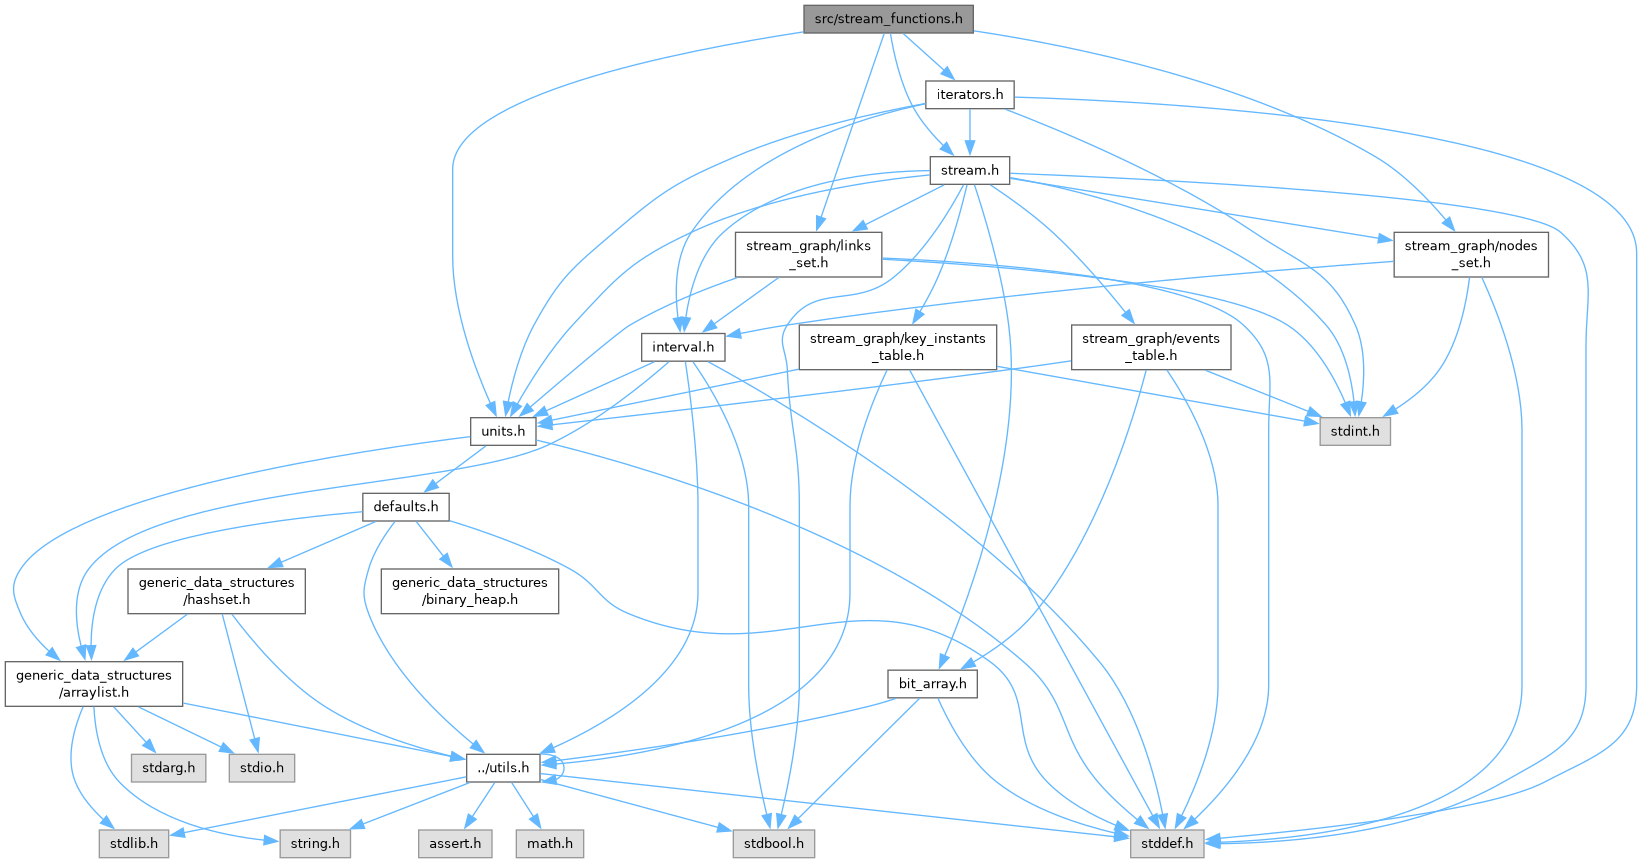 src/stream_functions.h
iterators.h
stream.h
stream_graph/links
_set.h
stream_graph/nodes
_set.h
interval.h
stream_graph/key_instants
_table.h
stream_graph/events
_table.h
units.h
stdint.h
defaults.h
generic_data_structures
/hashset.h
generic_data_structures
/binary_heap.h
generic_data_structures
/arraylist.h
bit_array.h
stdarg.h
stdio.h
../utils.h
stdlib.h
string.h
assert.h
math.h
stdbool.h
stddef.h